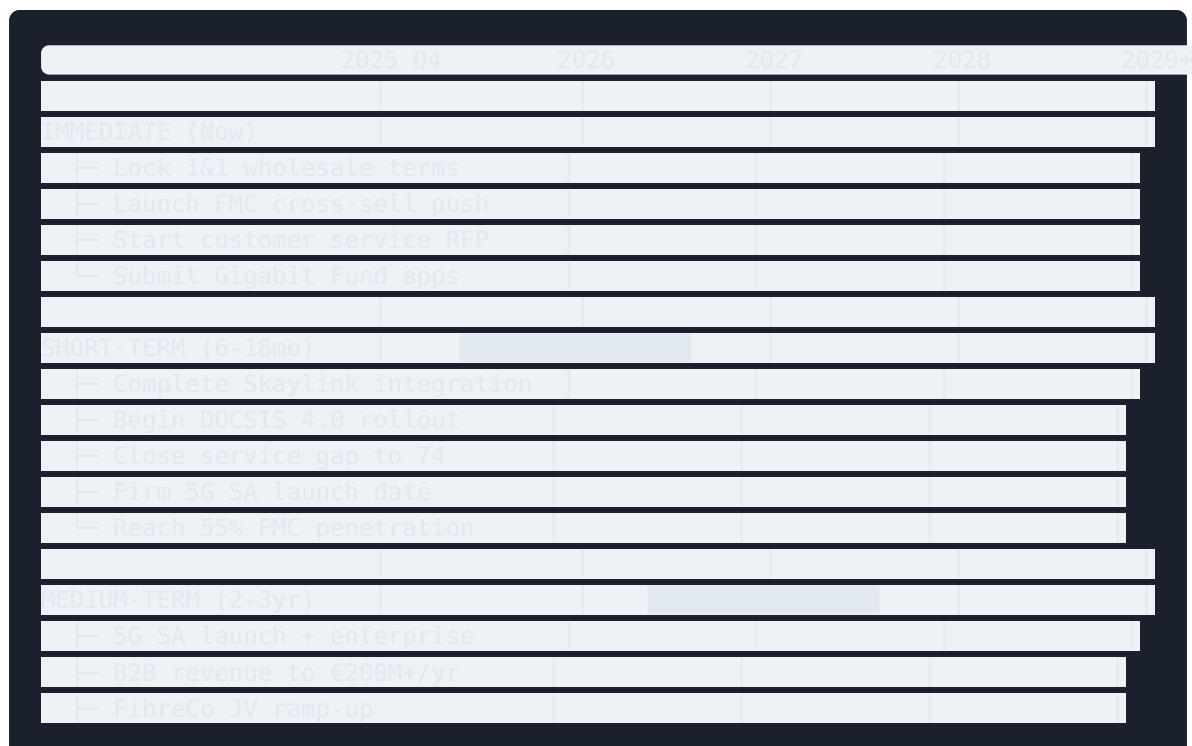 2025 Q4 2026 2027 2028 2029+
IMMEDIATE (Now)
├─ Lock 1&1 wholesale terms
├─ Launch FMC cross-sell push
├─ Start customer service RFP
└─ Submit Gigabit Fund apps
SHORT-TERM (6-18mo)
├─ Complete Skaylink integration
├─ Begin DOCSIS 4.0 rollout
├─ Close service gap to 74
├─ Firm 5G SA launch date
└─ Reach 55% FMC penetration
MEDIUM-TERM (2-3yr)
├─ 5G SA launch + enterprise
├─ B2B revenue to €200M+/yr
├─ FibreCo JV ramp-up